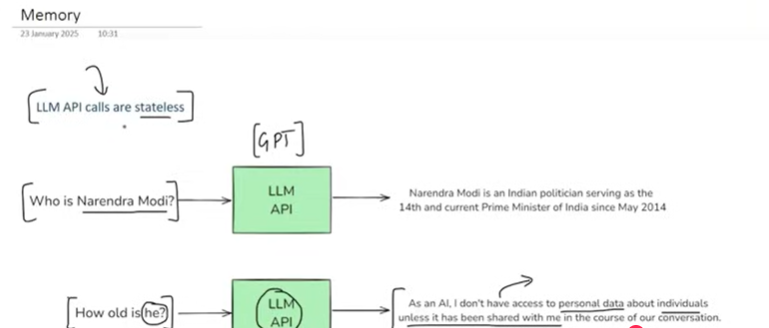 Memory
23 January 2025 10:31
[LLM API calls are stateless]
[GPT]
[Who is Narendra Modi?]
LLM
API
Narendra Modi is an Indian politician serving as the
14th and current Prime Minister of India since May 2014
[How old is he?]
LLM
API
As an AI, I don't have access to personal data about individuals
unless it has been shared with me in the course of our conversation.